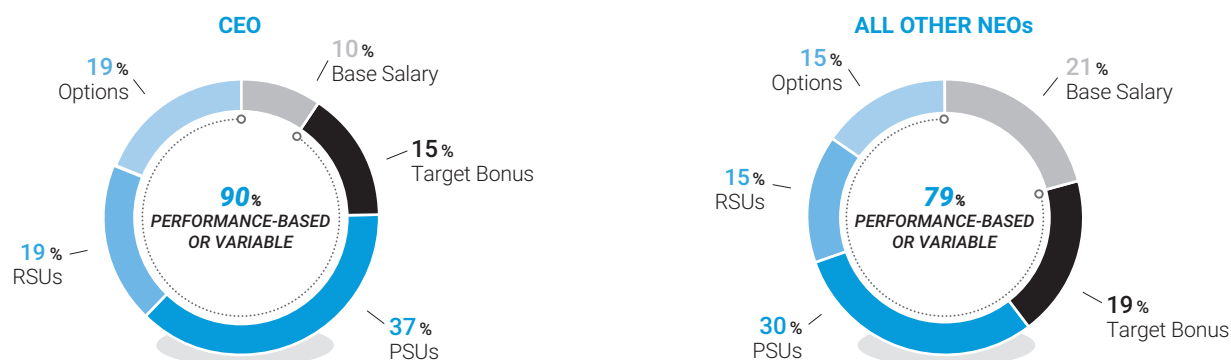 CEO
10%
Base Salary
19%
Options
15%
Target Bonus
90%
PERFORMANCE-BASED
OR VARIABLE
19%
RSUs
37%
PSUs
ALL OTHER NEOs
15%
Options
21%
Base Salary
15%
RSUs
79%
PERFORMANCE-BASED
OR VARIABLE
19%
Target Bonus
30%
PSUs